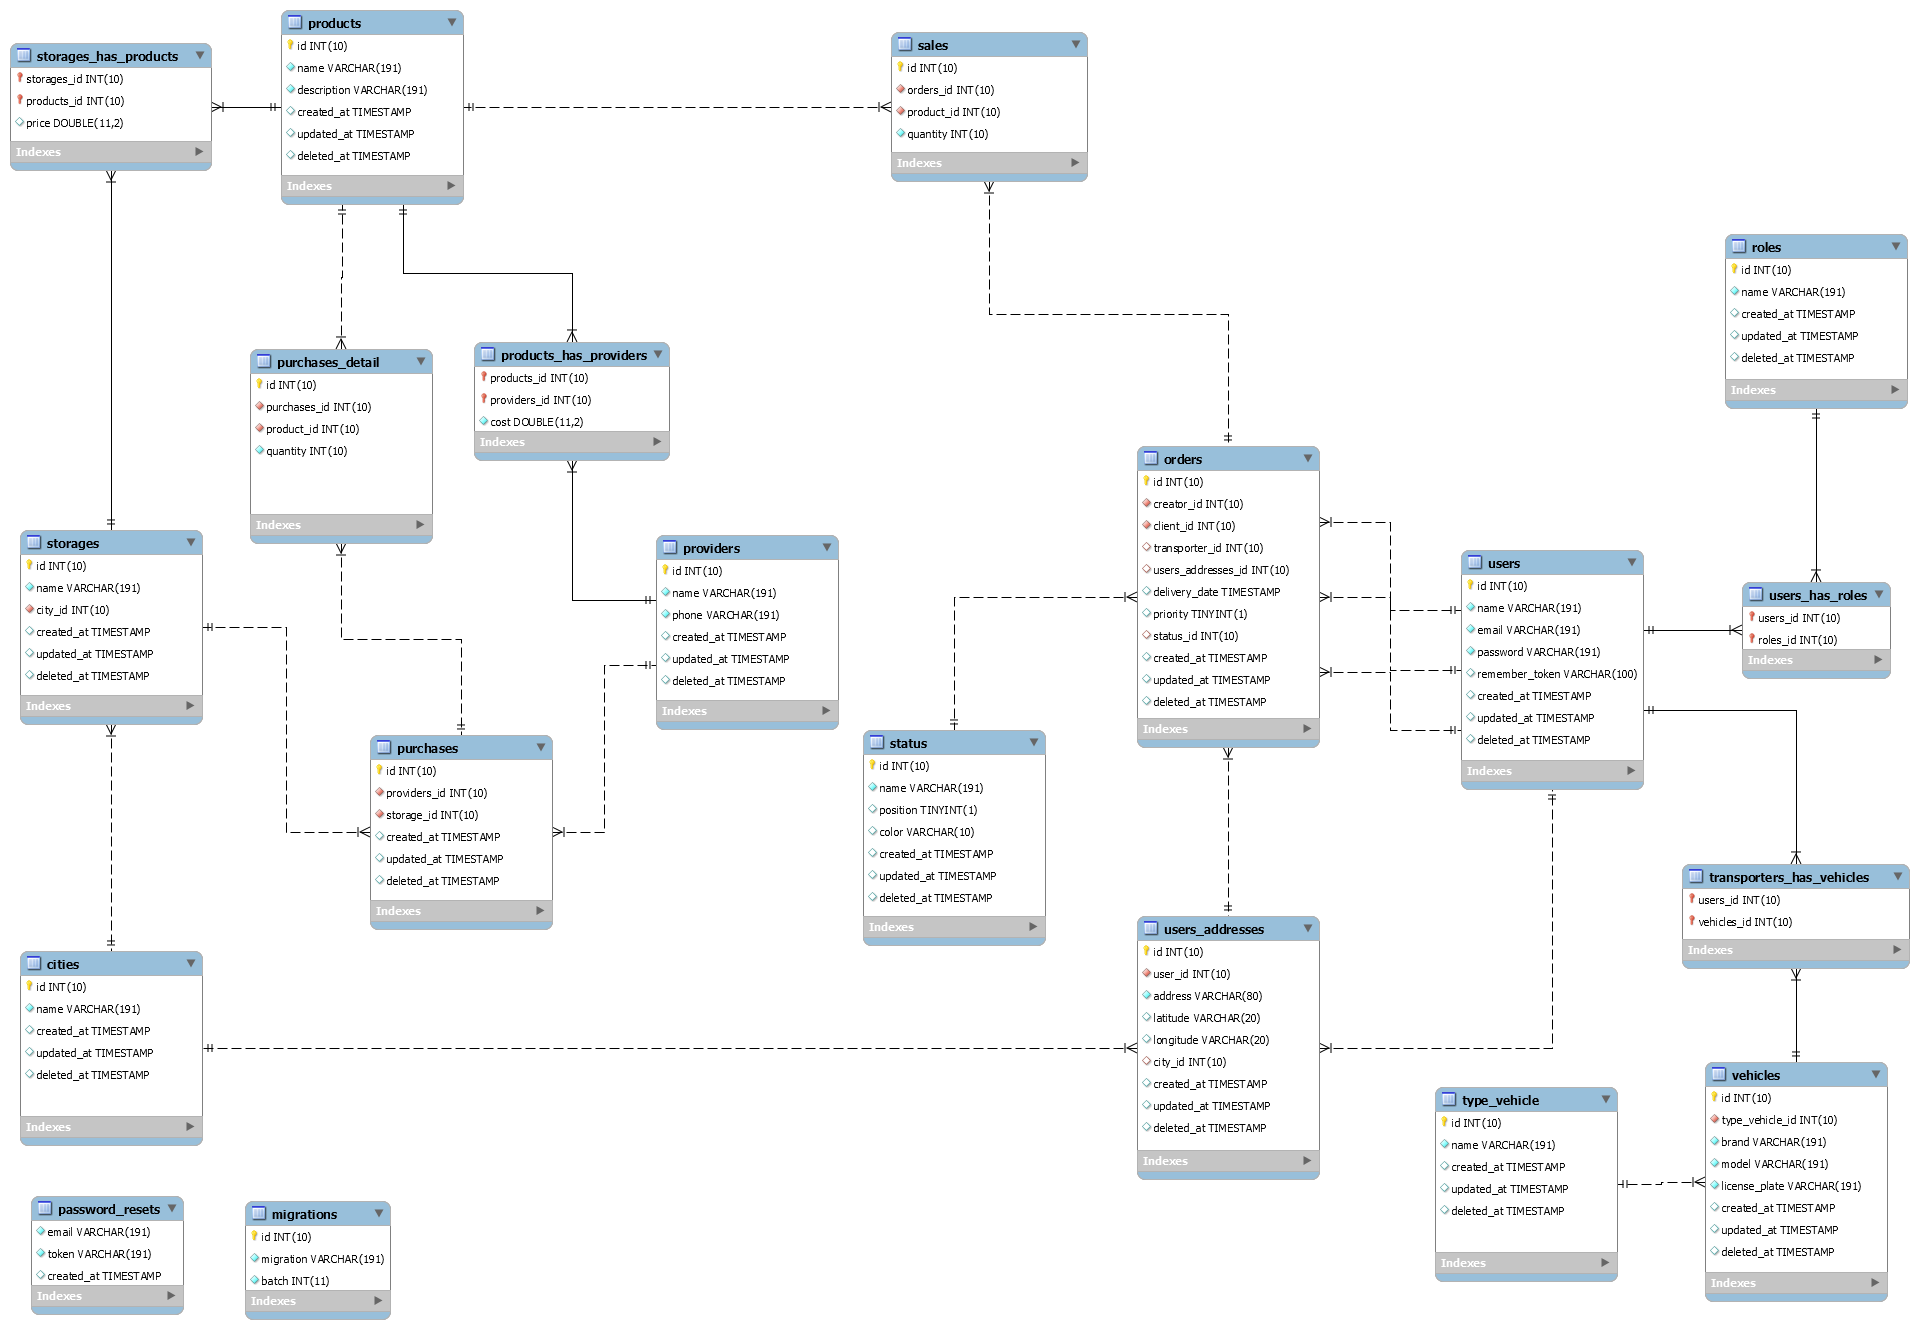 storages_has_products
storages_id INT(10)
products_id INT(10)
price DOUBLE(11,2)
Indexes
products
id INT(10)
name VARCHAR(191)
description VARCHAR(191)
created_at TIMESTAMP
updated_at TIMESTAMP
deleted_at TIMESTAMP
Indexes
sales
id INT(10)
orders_id INT(10)
product_id INT(10)
quantity INT(10)
Indexes
roles
id INT(10)
name VARCHAR(191)
created_at TIMESTAMP
updated_at TIMESTAMP
deleted_at TIMESTAMP
Indexes
purchases_detail
id INT(10)
purchases_id INT(10)
product_id INT(10)
quantity INT(10)
Indexes
products_has_providers
products_id INT(10)
providers_id INT(10)
cost DOUBLE(11,2)
Indexes
orders
id INT(10)
creator_id INT(10)
client_id INT(10)
transporter_id INT(10)
users_addresses_id INT(10)
delivery_date TIMESTAMP
priority TINYINT(1)
status_id INT(10)
created_at TIMESTAMP
updated_at TIMESTAMP
deleted_at TIMESTAMP
Indexes
storages
id INT(10)
name VARCHAR(191)
city_id INT(10)
created_at TIMESTAMP
updated_at TIMESTAMP
deleted_at TIMESTAMP
Indexes
providers
id INT(10)
name VARCHAR(191)
phone VARCHAR(191)
created_at TIMESTAMP
updated_at TIMESTAMP
deleted_at TIMESTAMP
Indexes
users
id INT(10)
name VARCHAR(191)
email VARCHAR(191)
password VARCHAR(191)
remember_token VARCHAR(100)
created_at TIMESTAMP
updated_at TIMESTAMP
deleted_at TIMESTAMP
Indexes
users_has_roles
users_id INT(10)
roles_id INT(10)
Indexes
purchases
id INT(10)
providers_id INT(10)
storage_id INT(10)
created_at TIMESTAMP
updated_at TIMESTAMP
deleted_at TIMESTAMP
Indexes
status
id INT(10)
name VARCHAR(191)
position TINYINT(1)
color VARCHAR(10)
created_at TIMESTAMP
updated_at TIMESTAMP
deleted_at TIMESTAMP
Indexes
transporters_has_vehicles
users_id INT(10)
vehicles_id INT(10)
Indexes
cities
id INT(10)
name VARCHAR(191)
created_at TIMESTAMP
updated_at TIMESTAMP
deleted_at TIMESTAMP
Indexes
users_addresses
id INT(10)
user_id INT(10)
address VARCHAR(80)
latitude VARCHAR(20)
longitude VARCHAR(20)
city_id INT(10)
created_at TIMESTAMP
updated_at TIMESTAMP
deleted_at TIMESTAMP
Indexes
type_vehicle
id INT(10)
name VARCHAR(191)
created_at TIMESTAMP
updated_at TIMESTAMP
deleted_at TIMESTAMP
Indexes
vehicles
id INT(10)
type_vehicle_id INT(10)
brand VARCHAR(191)
model VARCHAR(191)
license_plate VARCHAR(191)
created_at TIMESTAMP
updated_at TIMESTAMP
deleted_at TIMESTAMP
Indexes
password_resets
email VARCHAR(191)
token VARCHAR(191)
created_at TIMESTAMP
Indexes
migrations
id INT(10)
migration VARCHAR(191)
batch INT(11)
Indexes